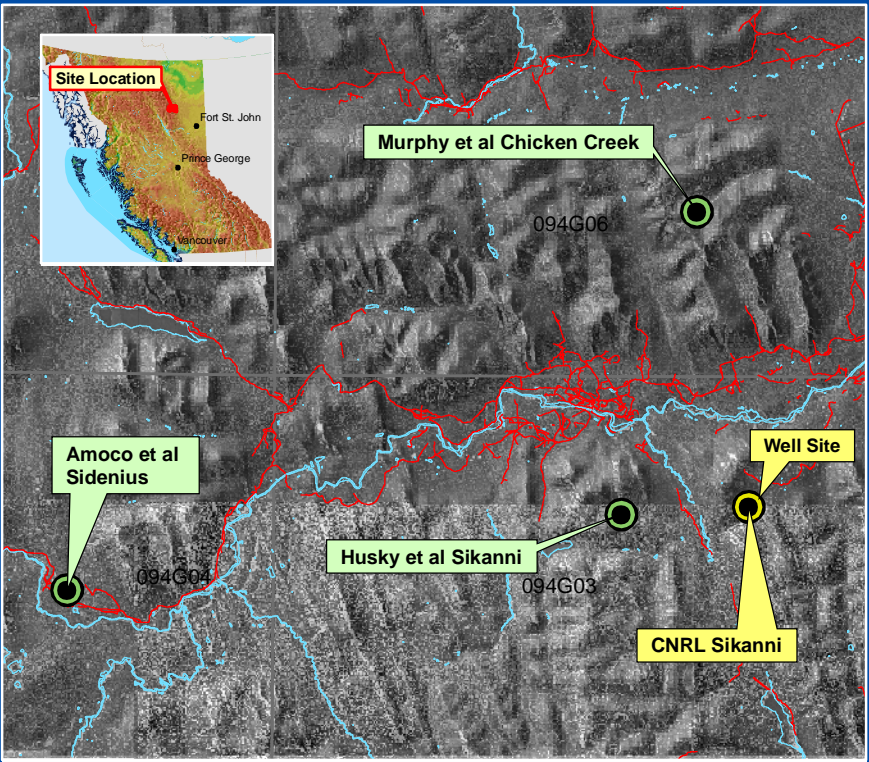 Site Location
Fort St. John
Prince George
Vancouver
Murphy et al Chicken Creek
094G06
Amoco et al
Sidenius
Well Site
Husky et al Sikanni
094G04
094G03
CNRL Sikanni